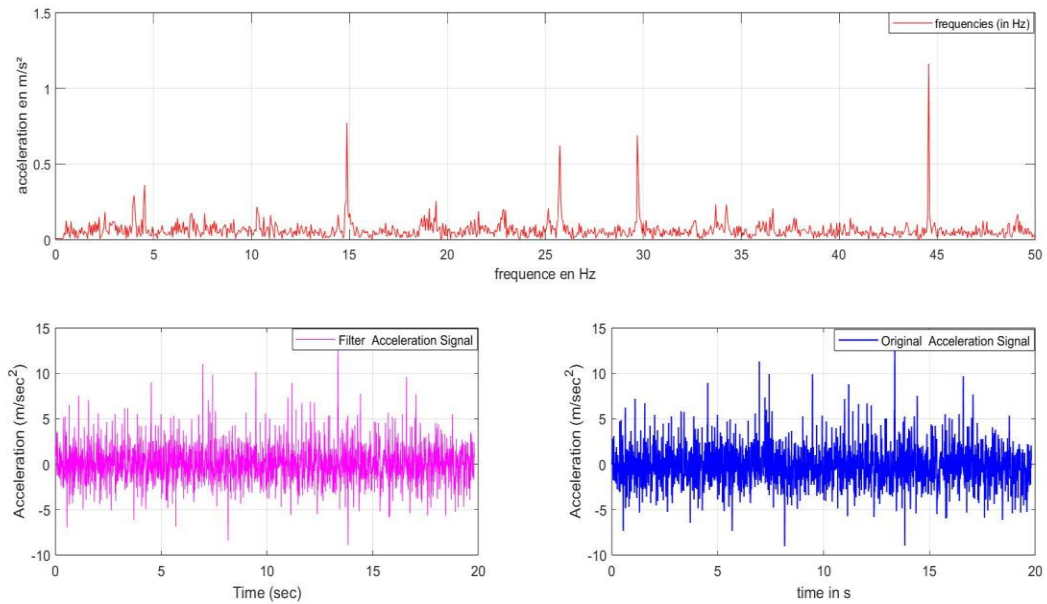 1.5
frequencies (in Hz)
1
0.5
0
accéleration en m/s²
0 5 10 15 20 25 30 35 40 45 50
frequence en Hz
15
Filter Acceleration Signal
10
5
0
-5
-10
Acceleration (m/sec²)
0 5 10 15 20
Time (sec)
15
Original Acceleration Signal
10
5
0
-5
-10
Acceleration (m/sec²)
0 5 10 15 20
time in s